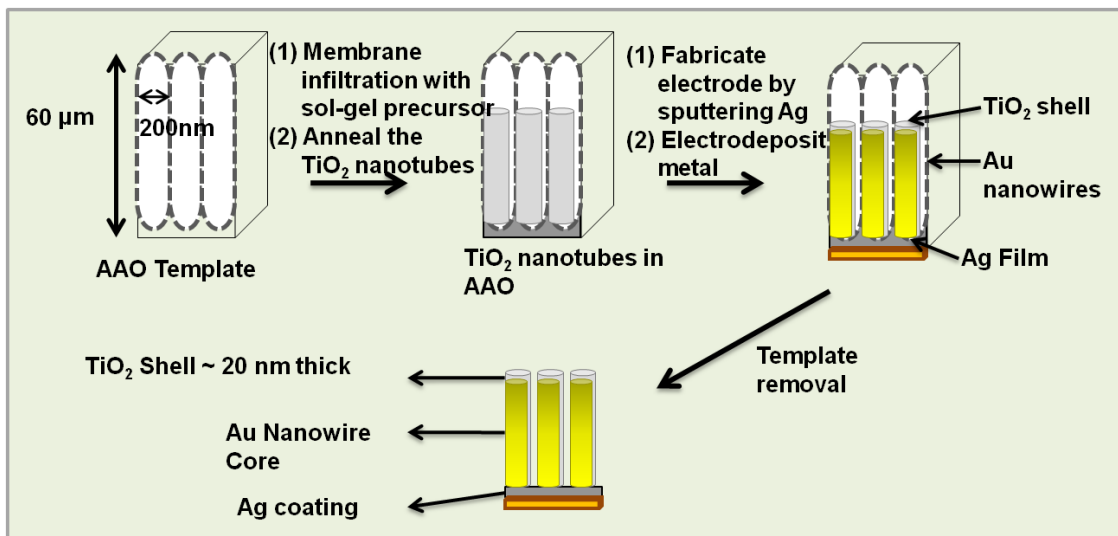 60 µm
200nm
AAO Template
(1) Membrane
infiltration with
sol-gel precursor
(2) Anneal the
TiO₂ nanotubes
TiO₂ nanotubes in
AAO
(1) Fabricate
electrode by
sputtering Ag
(2) Electrodeposit
metal
TiO₂ shell
Au
nanowires
Ag Film
Template
removal
TiO₂ Shell ~ 20 nm thick
Au Nanowire
Core
Ag coating